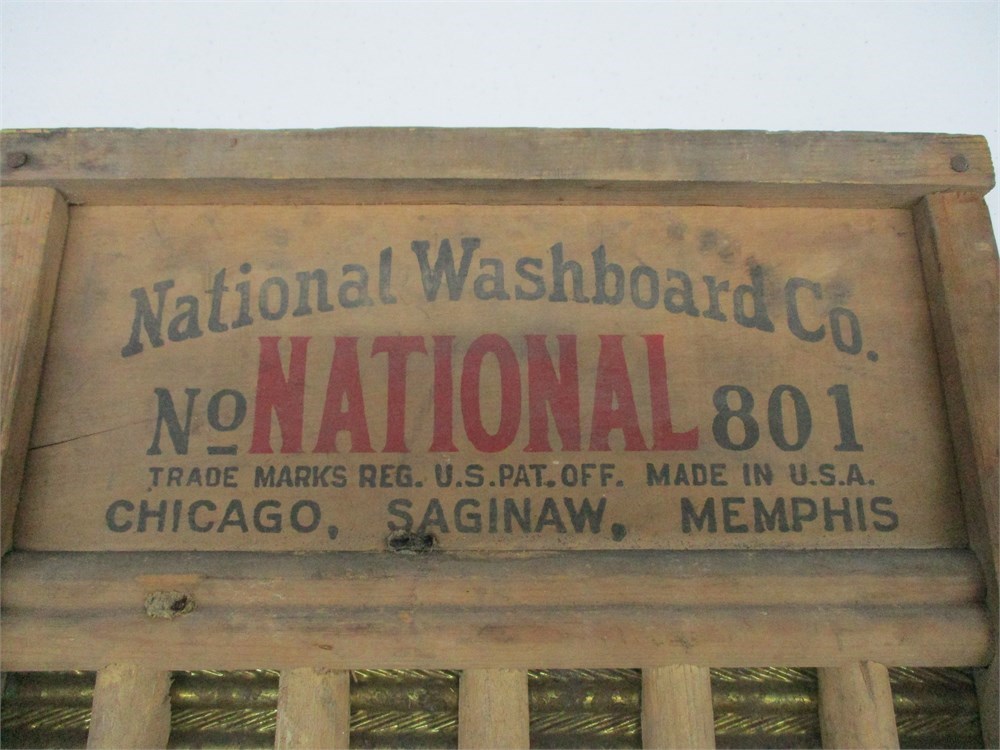 National Washboard Co.
No NATIONAL 801
TRADE MARKS REG. U.S. PAT. OFF. MADE IN U.S.A.
CHICAGO, SAGINAW, MEMPHIS